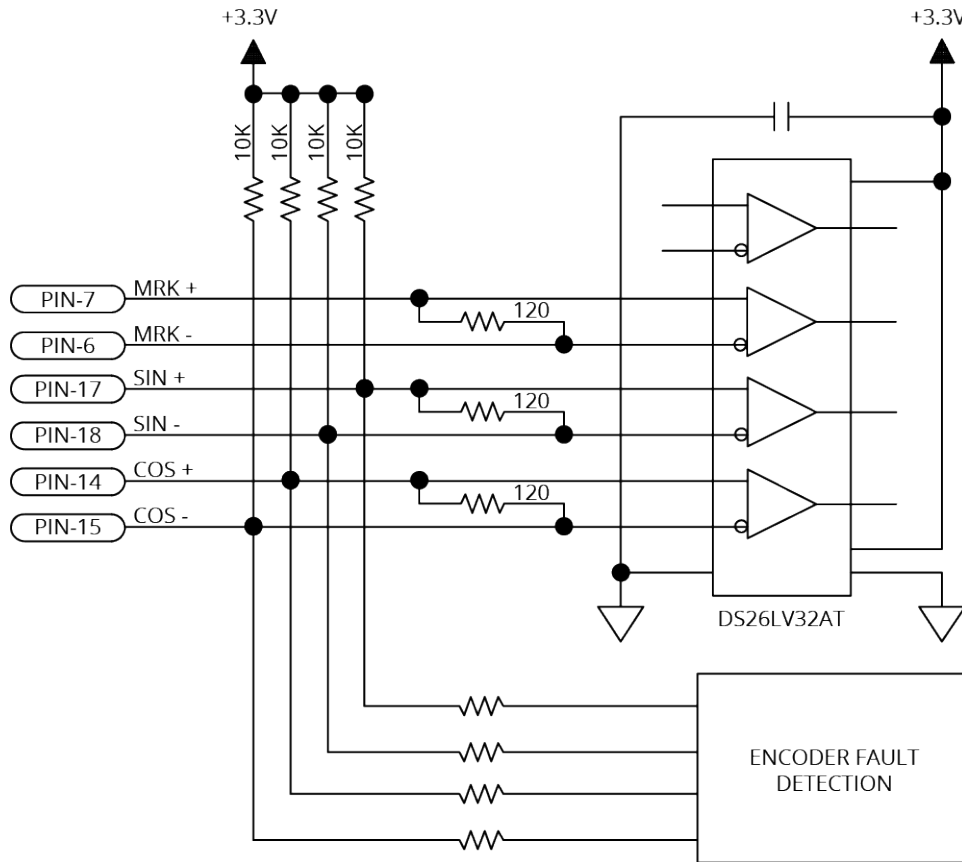 +3.3V
+3.3V
10K
10K
10K
10K
PIN-7
MRK +
120
PIN-6
MRK -
PIN-17
SIN +
120
PIN-18
SIN -
PIN-14
COS +
120
PIN-15
COS -
DS26LV32AT
ENCODER FAULT
DETECTION